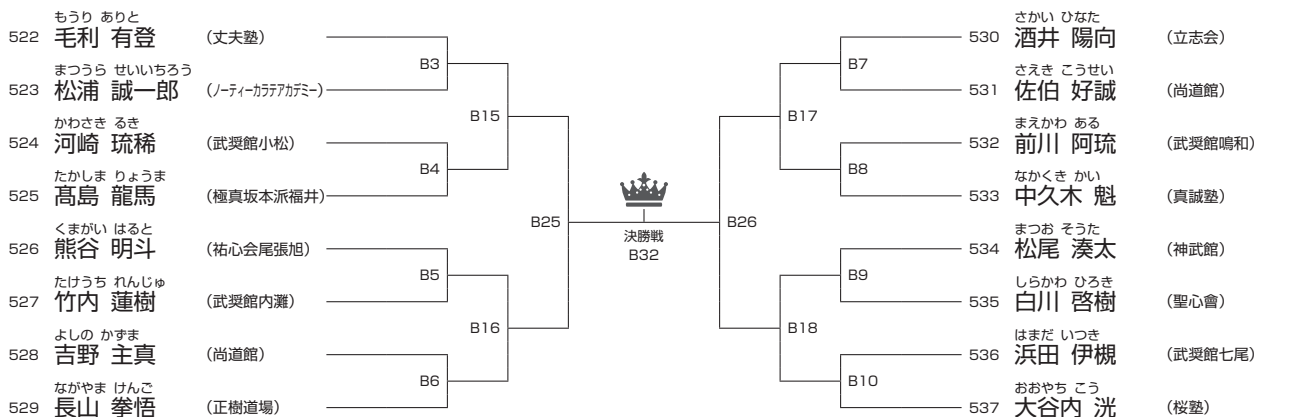 もうり ありと
522 毛利 有登 (丈夫塾)
まつうら せいいちろう
523 松浦 誠一郎 (ノーティーカラテアカデミー)
かわさき るき
524 河崎 琉稀 (武奨館小松)
たかしま りょうま
525 髙島 龍馬 (極真坂本派福井)
くまがい はると
526 熊谷 明斗 (祐心会尾張旭)
たけうち れんじゅ
527 竹内 蓮樹 (武奨館内灘)
よしの かずま
528 吉野 主真 (尚道館)
ながやま けんご
529 長山 拳悟 (正樹道場)
B3
B4
B5
B6
B15
B16
B25
決勝戦
B32
B26
B17
B18
B7
B8
B9
B10
さかい ひなた
530 酒井 陽向 (立志会)
さえき こうせい
531 佐伯 好誠 (尚道館)
まえかわ ある
532 前川 阿琉 (武奨館鳴和)
なかくき かい
533 中久木 魁 (真誠塾)
まつお そうた
534 松尾 湊太 (神武館)
しらかわ ひろき
535 白川 啓樹 (聖心會)
はまだ いつき
536 浜田 伊槻 (武奨館七尾)
おおやち こう
537 大谷内 洸 (桜塾)